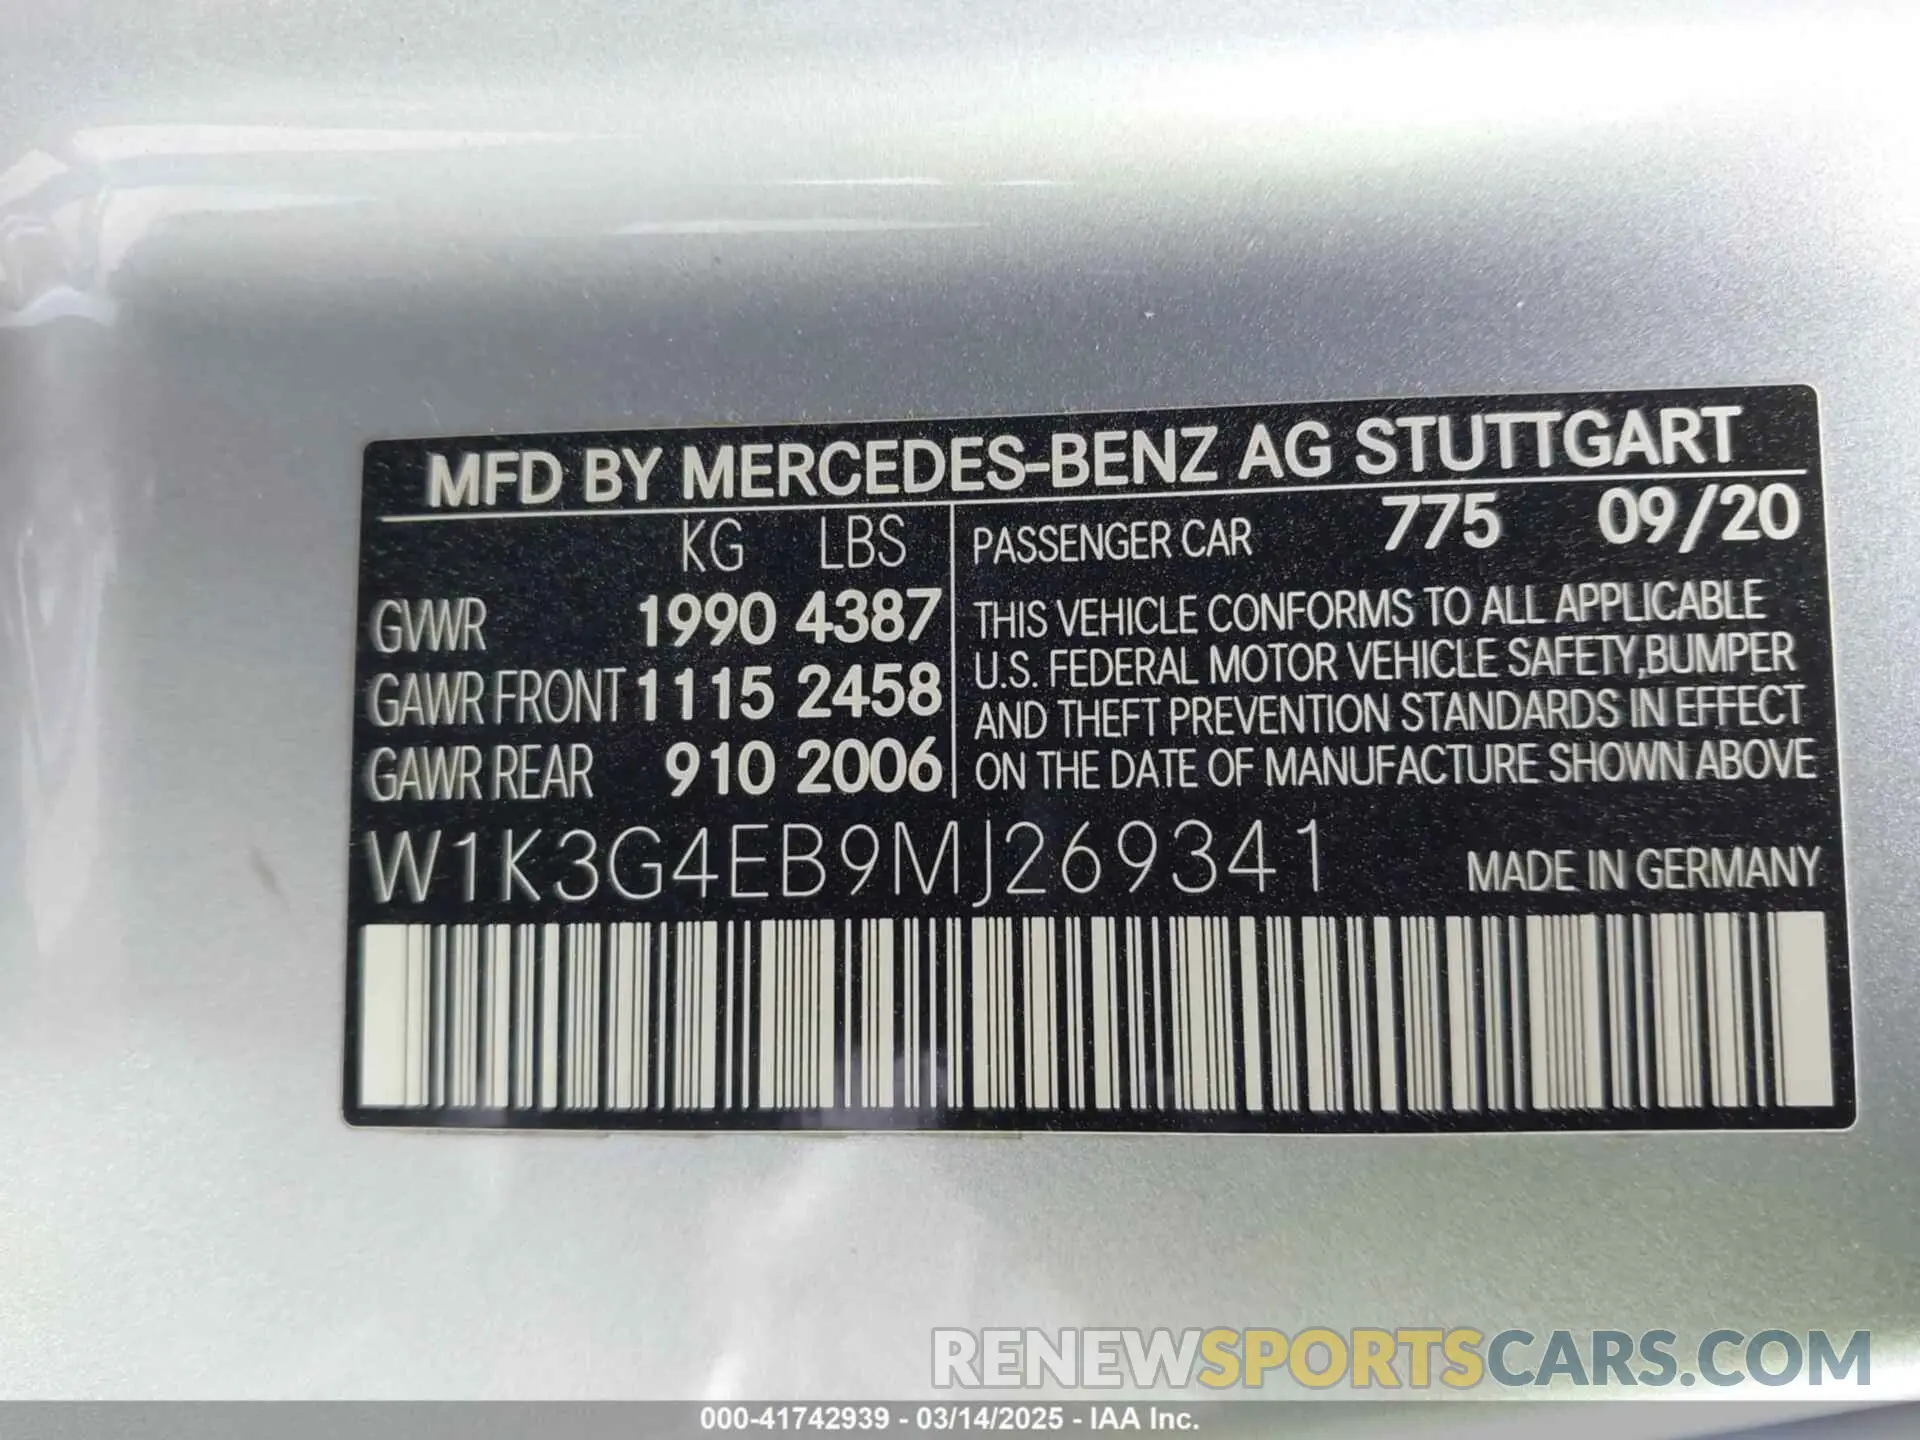 MFD BY MERCEDES-BENZ AG STUTTGART
KG LBS
GVWR 1990 4387
GAWR FRONT 1115 2458
GAWR REAR 910 2006
PASSENGER CAR 775 09/20
THIS VEHICLE CONFORMS TO ALL APPLICABLE
U.S. FEDERAL MOTOR VEHICLE SAFETY,BUMPER
AND THEFT PREVENTION STANDARDS IN EFFECT
ON THE DATE OF MANUFACTURE SHOWN ABOVE
W1K3G4EB9MJ269341 MADE IN GERMANY
RENEWSPORTSCARS.COM
000-41742939 - 03/14/2025 - IAA Inc.